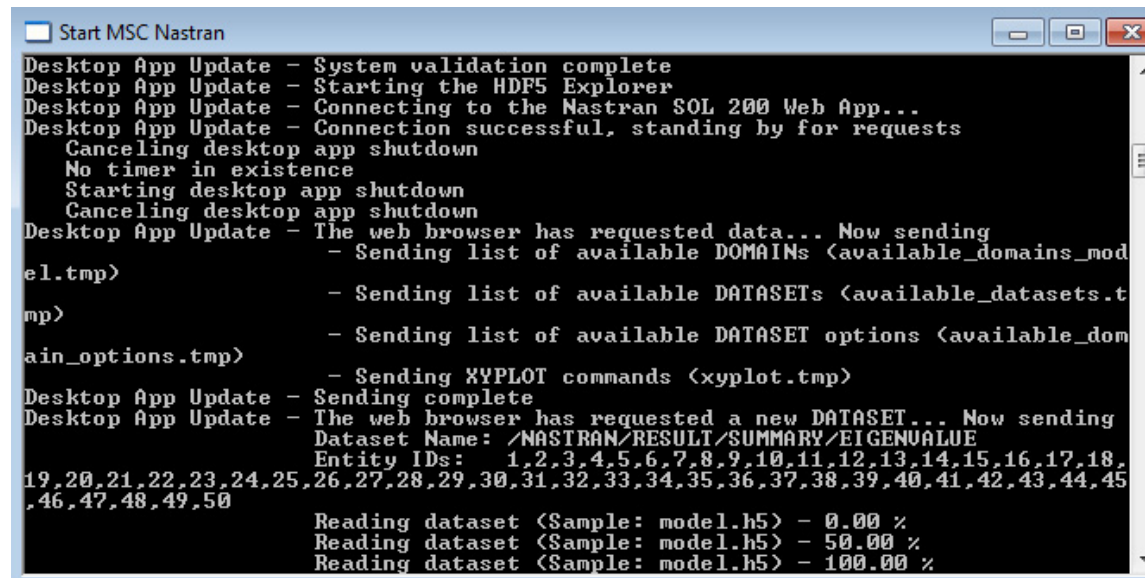 Start MSC Nastran
Desktop App Update - System validation complete
Desktop App Update - Starting the HDF5 Explorer
Desktop App Update - Connecting to the Nastran SOL 200 Web App...
Desktop App Update - Connection successful, standing by for requests
Canceling desktop app shutdown
No timer in existence
Starting desktop app shutdown
Canceling desktop app shutdown
Desktop App Update - The web browser has requested data... Now sending
- Sending list of available DOMAINs (available_domains_mod
el.tmp)
- Sending list of available DATASETs (available_datasets.t
mp)
- Sending list of available DATASET options (available_dom
ain_options.tmp)
- Sending XYPLOT commands (xyplot.tmp)
Desktop App Update - Sending complete
Desktop App Update - The web browser has requested a new DATASET... Now sending
Dataset Name: /NASTRAN/RESULT/SUMMARY/EIGENVALUE
Entity IDs: 1,2,3,4,5,6,7,8,9,10,11,12,13,14,15,16,17,18,
19,20,21,22,23,24,25,26,27,28,29,30,31,32,33,34,35,36,37,38,39,40,41,42,43,44,45
,46,47,48,49,50
Reading dataset (Sample: model.h5) - 0.00 %
Reading dataset (Sample: model.h5) - 50.00 %
Reading dataset (Sample: model.h5) - 100.00 %